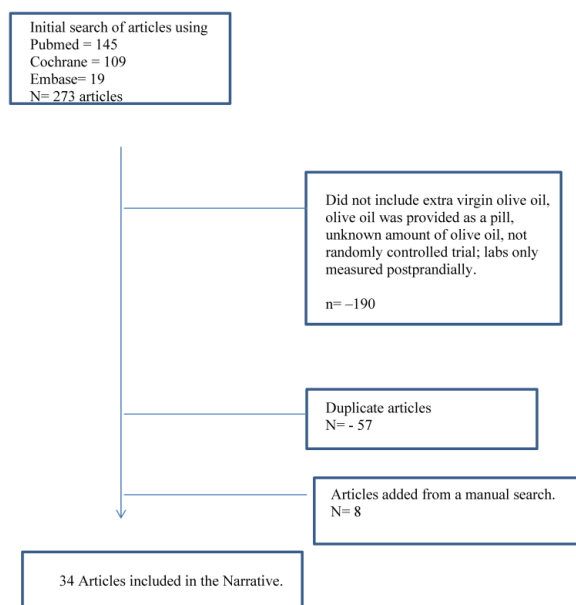 Initial search of articles using
Pubmed = 145
Cochrane = 109
Embase= 19
N= 273 articles
Did not include extra virgin olive oil,
olive oil was provided as a pill,
unknown amount of olive oil, not
randomly controlled trial; labs only
measured postprandially.
n= –190
Duplicate articles
N= - 57
Articles added from a manual search.
N= 8
34 Articles included in the Narrative.